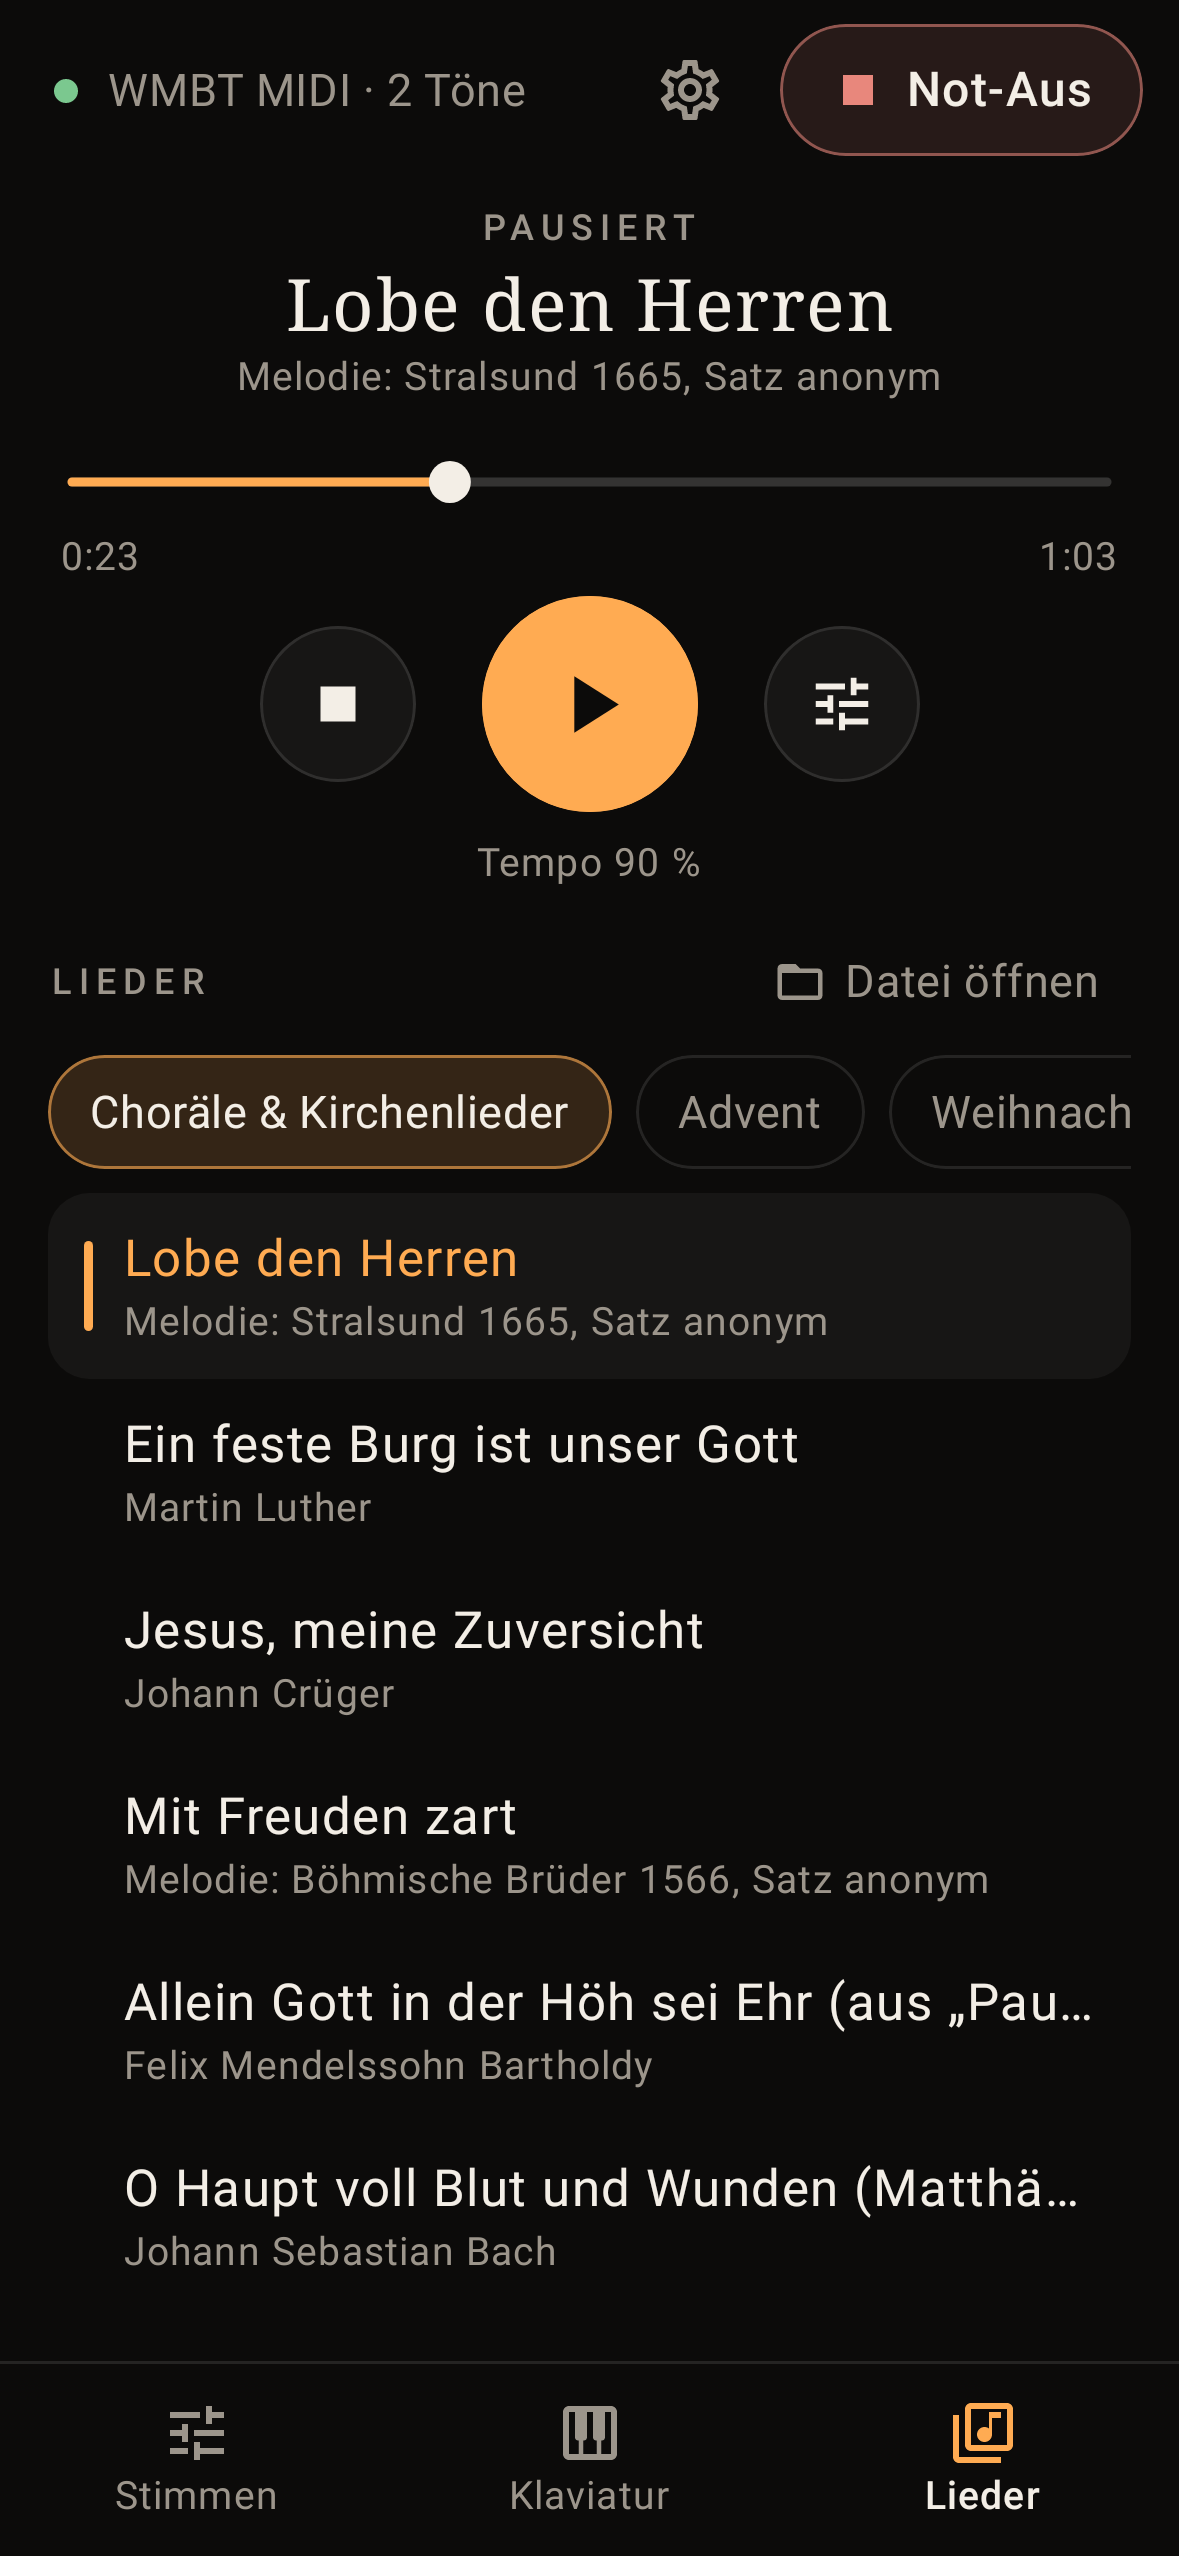 WMBT MIDI · 2 Töne
Not-Aus
PAUSIERT
Lobe den Herren
Melodie: Stralsund 1665, Satz anonym
0:23
1:03
Tempo 90 %
LIEDER
Datei öffnen
Choräle & Kirchenlieder
Advent
Weihnach
Lobe den Herren
Melodie: Stralsund 1665, Satz anonym
Ein feste Burg ist unser Gott
Martin Luther
Jesus, meine Zuversicht
Johann Crüger
Mit Freuden zart
Melodie: Böhmische Brüder 1566, Satz anonym
Allein Gott in der Höh sei Ehr (aus „Pau…
Felix Mendelssohn Bartholdy
O Haupt voll Blut und Wunden (Matthä…
Johann Sebastian Bach
Stimmen
Klaviatur
Lieder